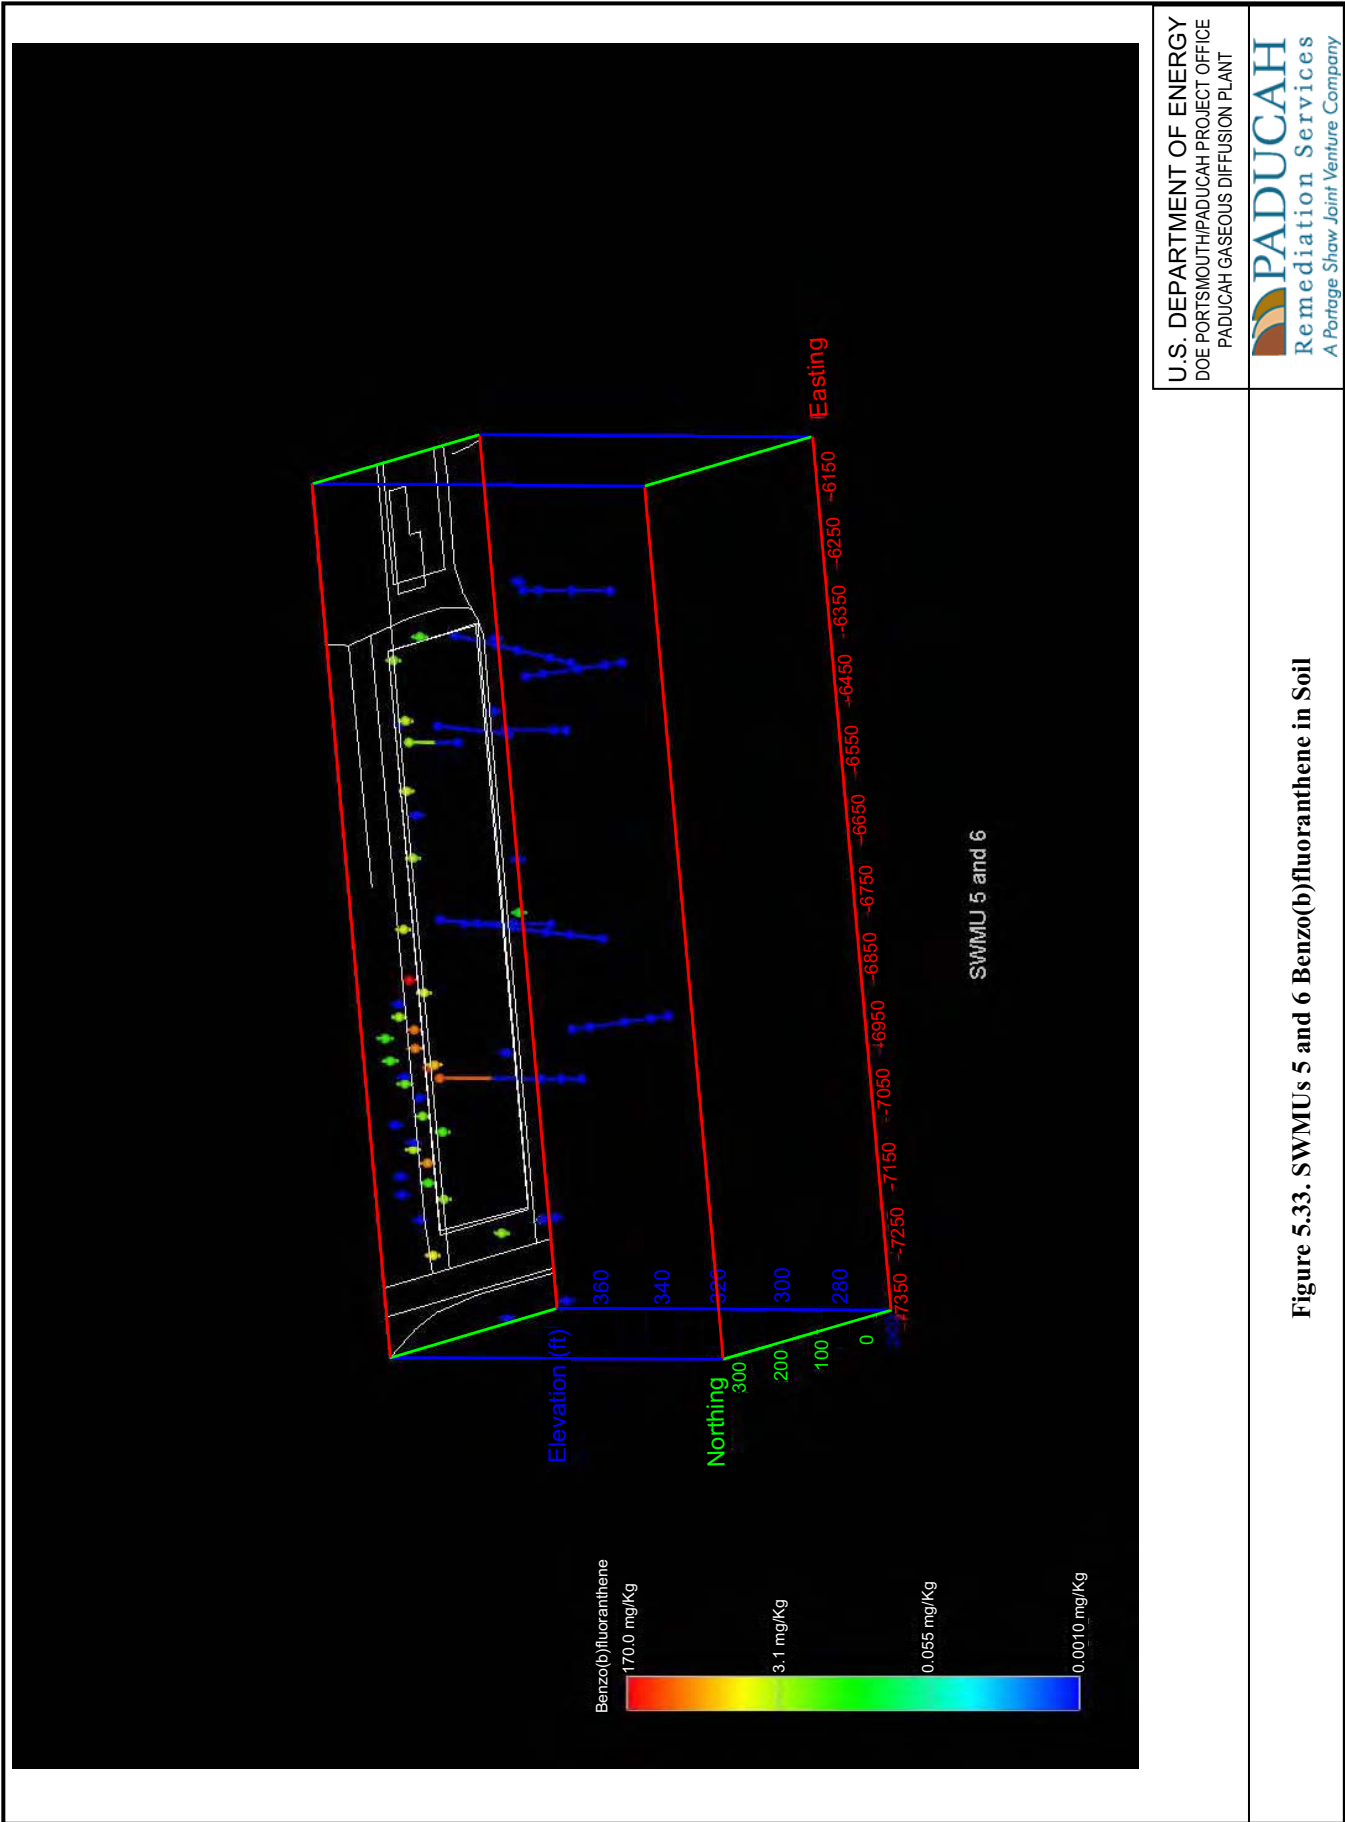 Benzo(b)fluoranthene
170.0 mg/Kg
3.1 mg/Kg
0.055 mg/Kg
0.0010 mg/Kg
Elevation (ft)
360
340
320
300
280
Northing
300
200
100
0
-7350
-7250
-7150
-7050
-6950
-6850
-6750
-6650
-6550
-6450
-6350
-6250
-6150
Easting
SWMU 5 and 6
U.S. DEPARTMENT OF ENERGY
DOE PORTSMOUTH/PADUCAH PROJECT OFFICE
PADUCAH GASEOUS DIFFUSION PLANT
PADUCAH
Remediation Services
A Portage Shaw Joint Venture Company
Figure 5.33. SWMUs 5 and 6 Benzo(b)fluoranthene in Soil